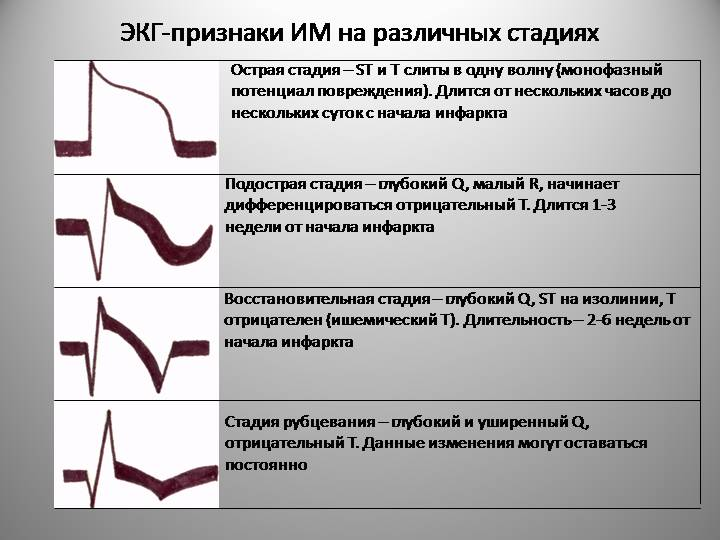 ЭКГ-признаки ИМ на различных стадиях
Острая стадия – ST и T слиты в одну волну (монофазный
потенциал повреждения). Длится от нескольких часов до
нескольких суток с начала инфаркта
Подострая стадия – глубокий Q, малый R, начинает
дифференцироваться отрицательный T. Длится 1-3
недели от начала инфаркта
Восстановительная стадия – глубокий Q, ST на изолинии, T
отрицателен (ишемический T). Длительность – 2-6 недель от
начала инфаркта
Стадия рубцевания – глубокий и уширенный Q,
отрицательный T. Данные изменения могут оставаться
постоянно